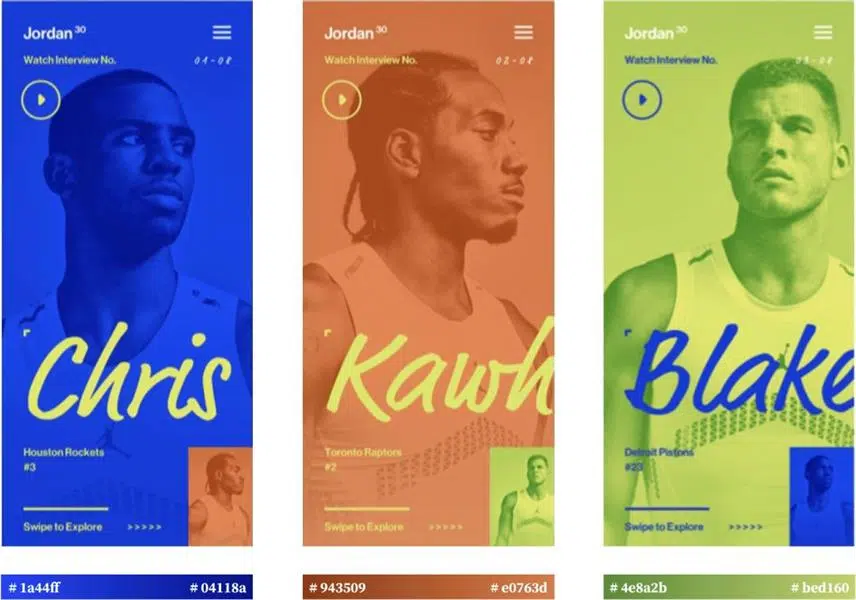 Jordan 30
Watch Interview No.
01-08
Chris
Houston Rockets
#3
Swipe to Explore >>>>>
# 1a44ff # 04118a
Jordan 30
Watch Interview No.
02-08
Kawh
Toronto Raptors
#2
Swipe to Explore >>>>>
# 943509 # e0763d
Jordan 30
Watch Interview No.
03-08
Blake
Detroit Pistons
#23
Swipe to Explore >>>>>
# 4e8a2b # bed160